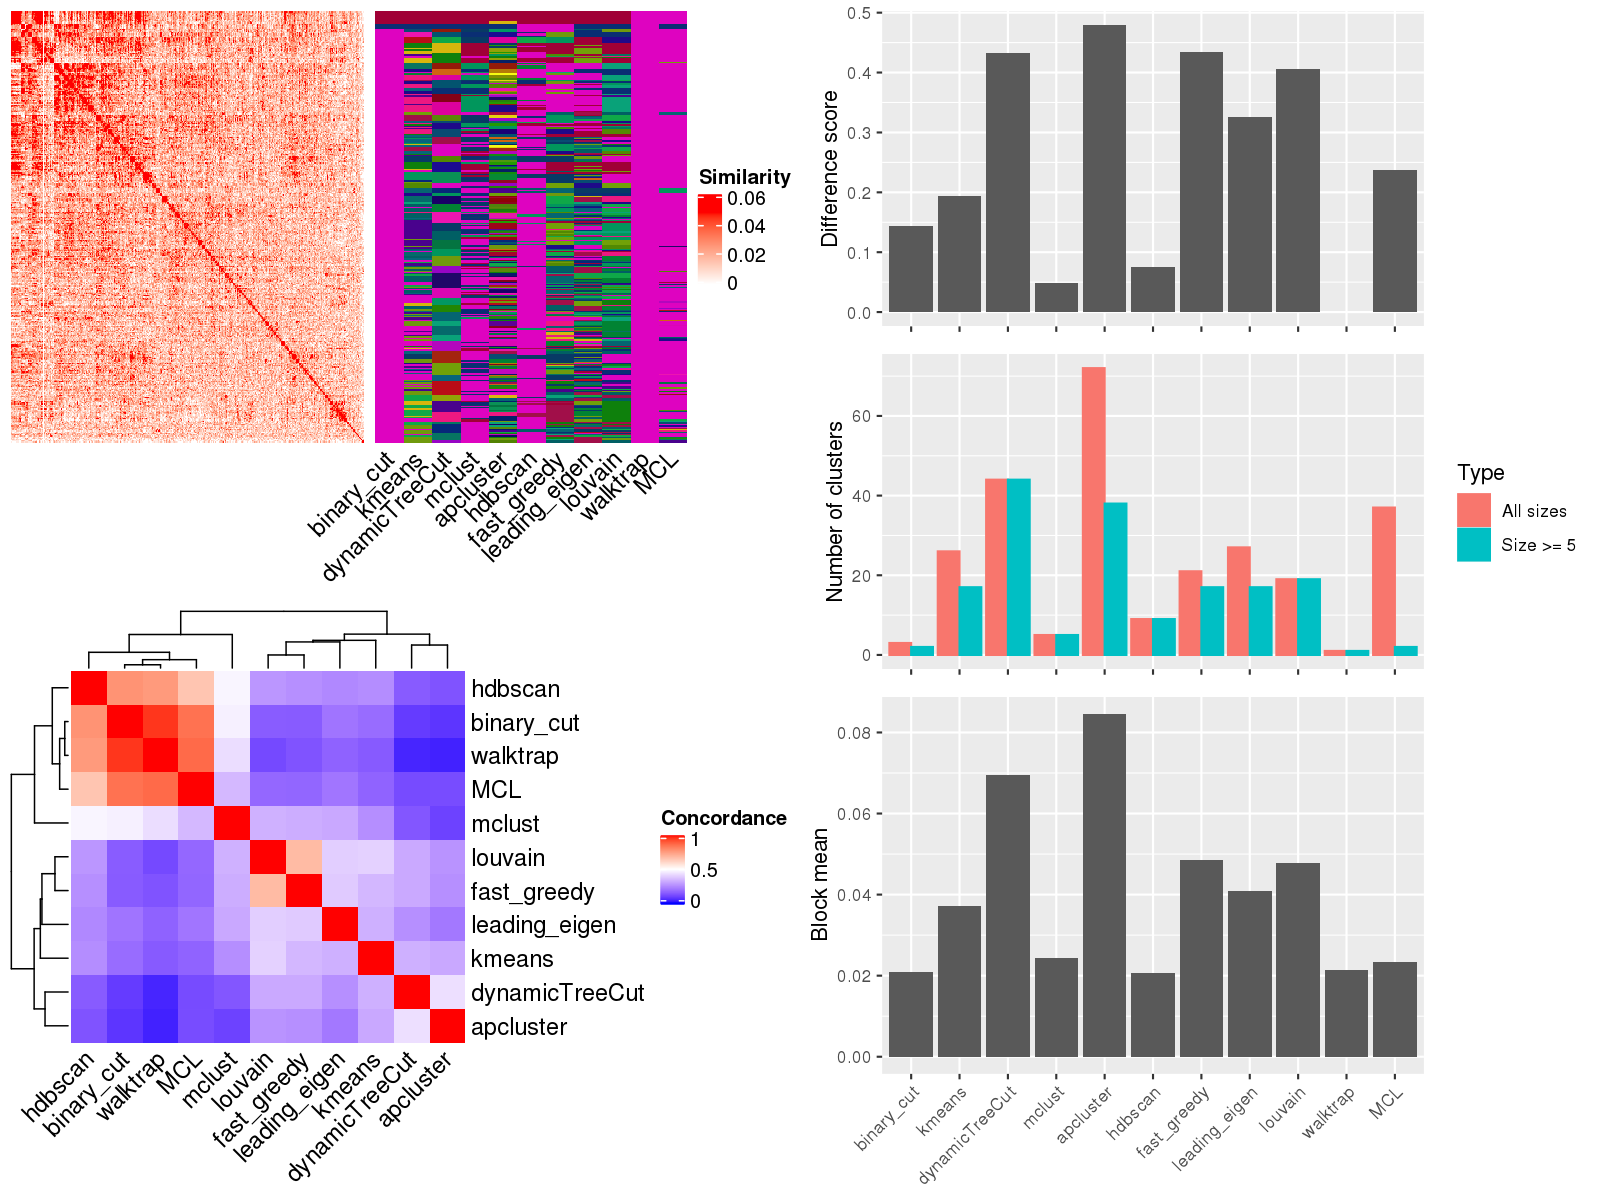 Similarity
0.06
0.04
0.02
0
binary_cut
kmeans
dynamicTreeCut
mclust
apcluster
hdbscan
fast_greedy
leading_eigen
louvain
walktrap
MCL
hdbscan
binary_cut
walktrap
MCL
mclust
louvain
fast_greedy
leading_eigen
kmeans
dynamicTreeCut
apcluster
Concordance
1
0.5
0
hdbscan
binary_cut
walktrap
MCL
mclust
louvain
fast_greedy
leading_eigen
kmeans
dynamicTreeCut
apcluster
Difference score
0.5
0.4
0.3
0.2
0.1
0.0
Number of clusters
60
40
20
0
Type
All sizes
Size >= 5
Block mean
0.08
0.06
0.04
0.02
0.00
binary_cut
kmeans
dynamicTreeCut
mclust
apcluster
hdbscan
fast_greedy
leading_eigen
louvain
walktrap
MCL